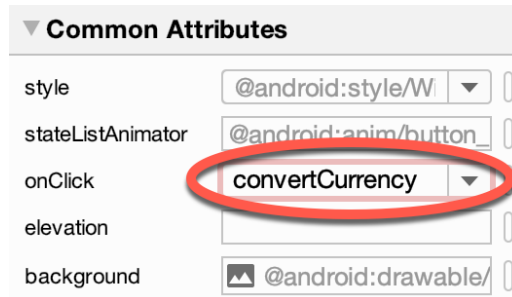 Common Attributes
style @android:style/Wi
stateListAnimator @android:anim/button_
onClick convertCurrency
elevation
background @android:drawable/